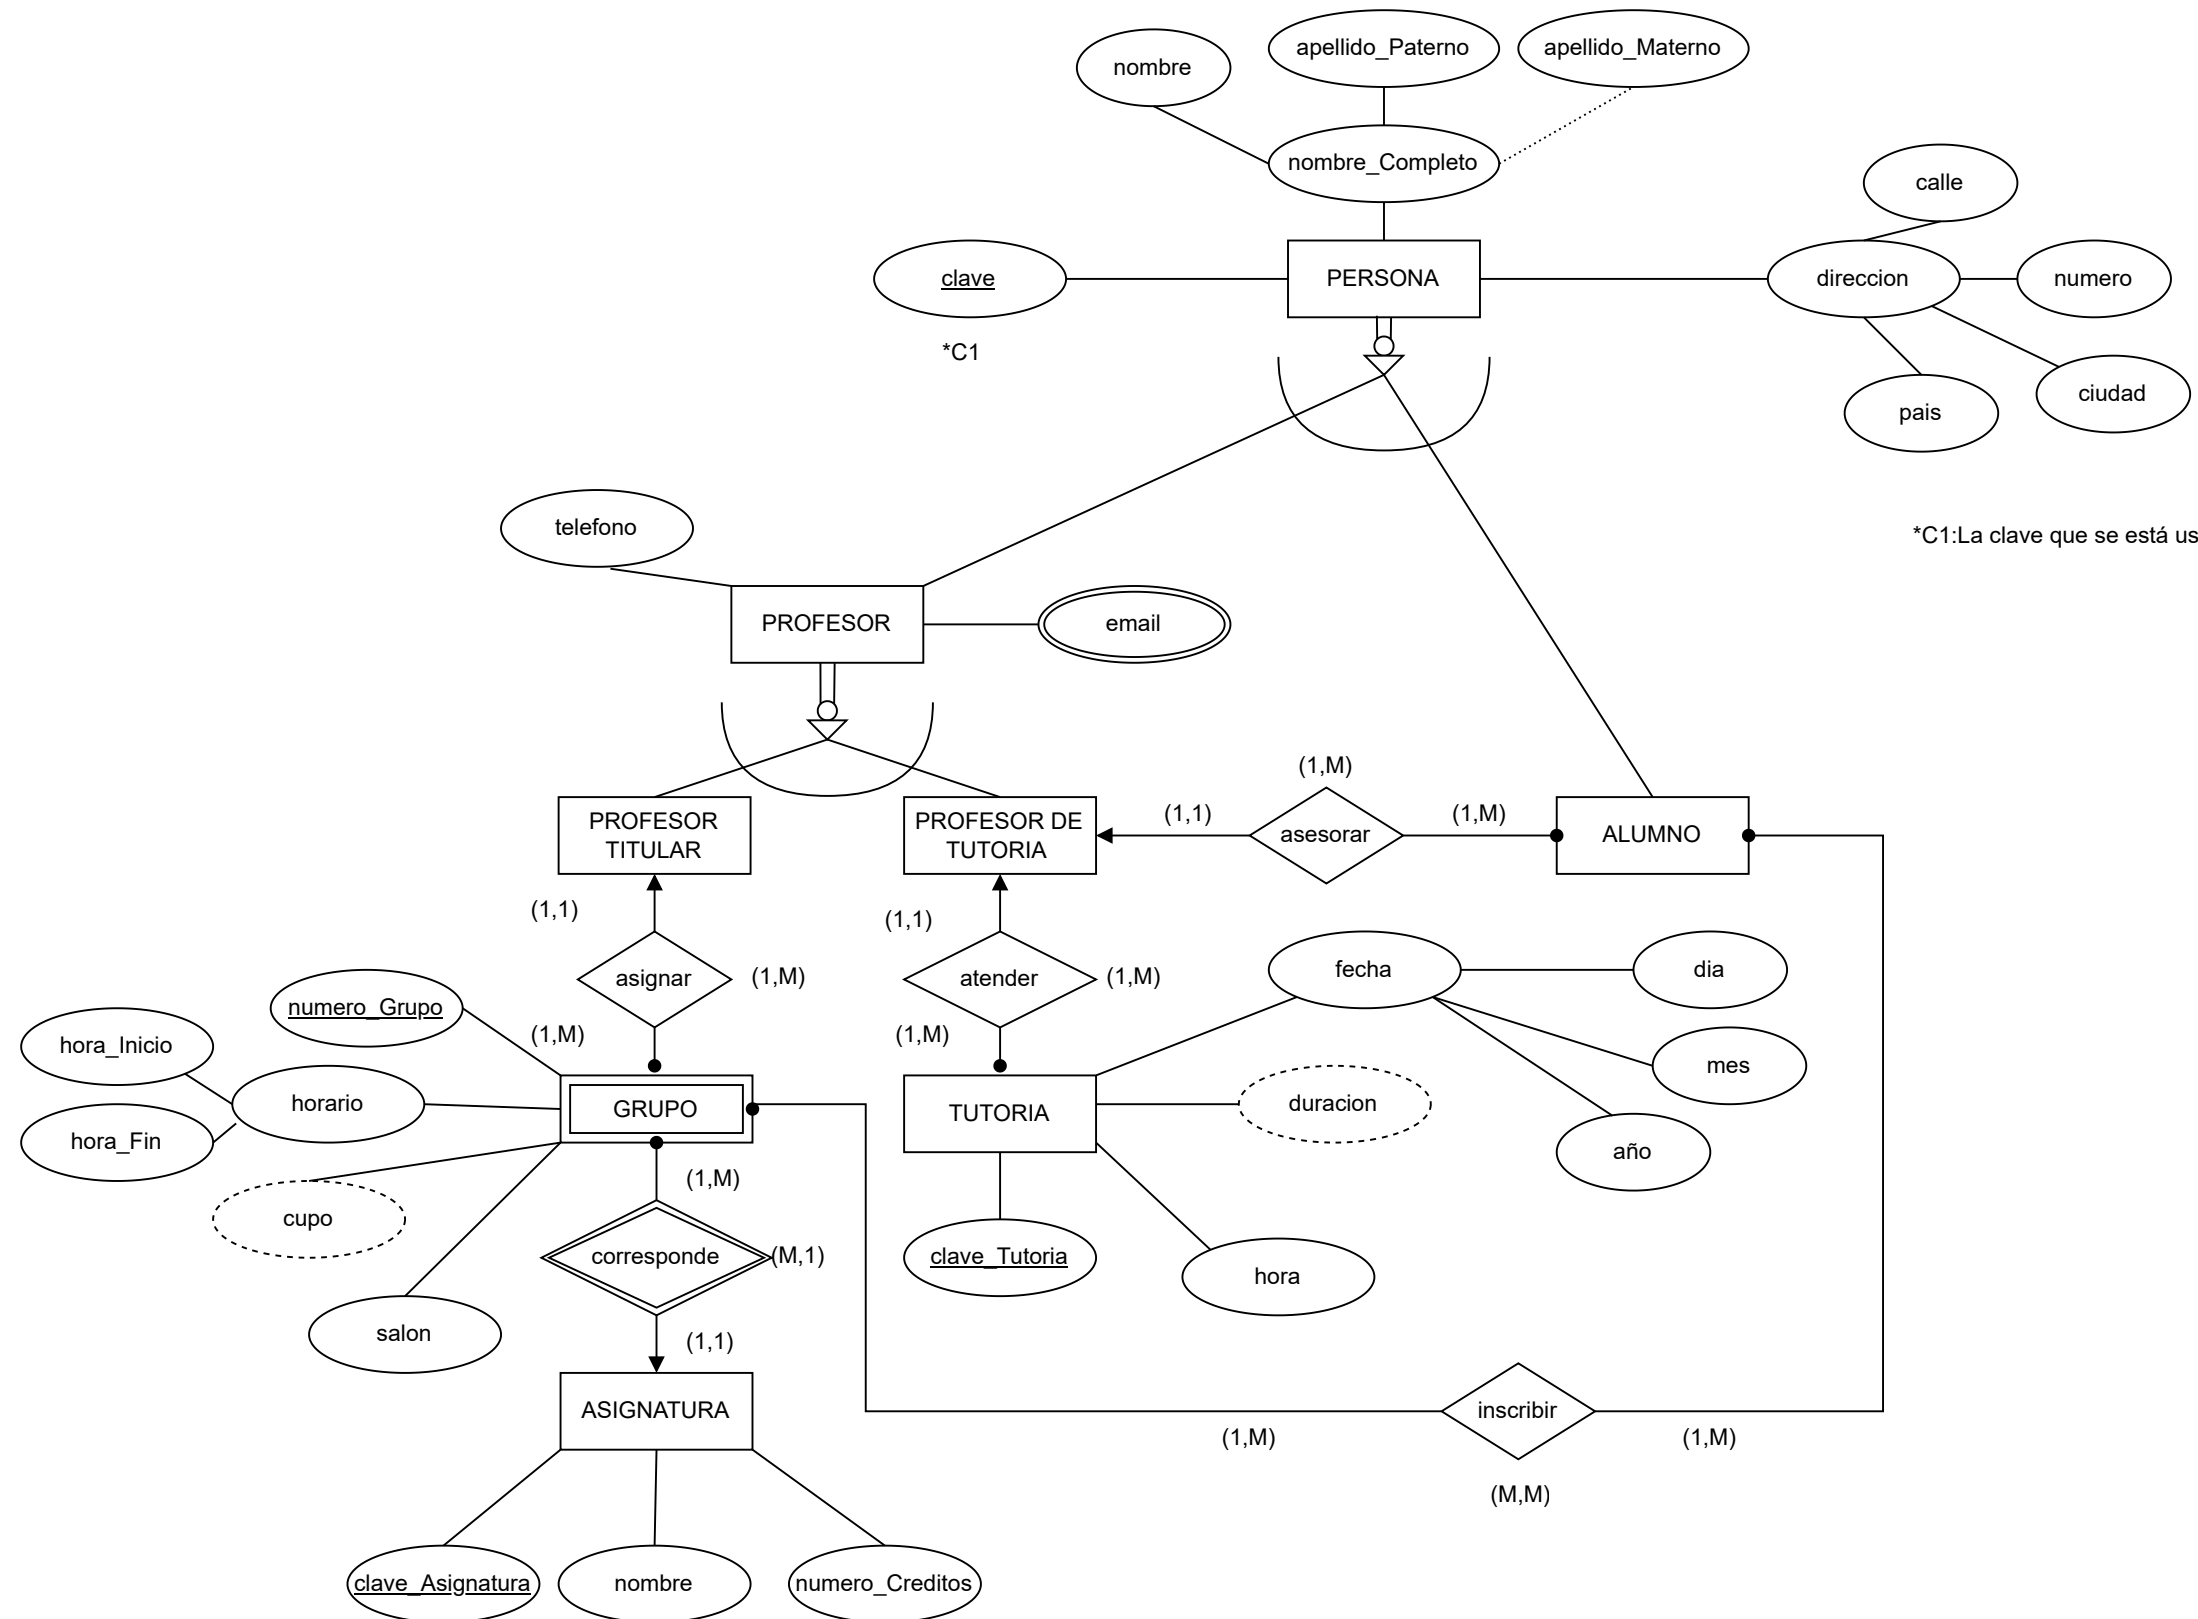 apellido_Paterno
apellido_Materno
nombre
nombre_Completo
calle
clave
PERSONA
direccion
numero
*C1
ciudad
pais
telefono
*C1:La clave que se está us
PROFESOR
email
(1,M)
PROFESOR
TITULAR
PROFESOR DE
TUTORIA
(1,1)
asesorar
(1,M)
ALUMNO
(1,1)
(1,1)
asignar
(1,M)
atender
(1,M)
fecha
dia
numero_Grupo
(1,M)
(1,M)
hora_Inicio
mes
horario
GRUPO
TUTORIA
duracion
hora_Fin
año
(1,M)
cupo
corresponde
(M,1)
clave_Tutoria
hora
salon
(1,1)
ASIGNATURA
inscribir
(1,M)
(1,M)
(M,M)
clave_Asignatura
nombre
numero_Creditos